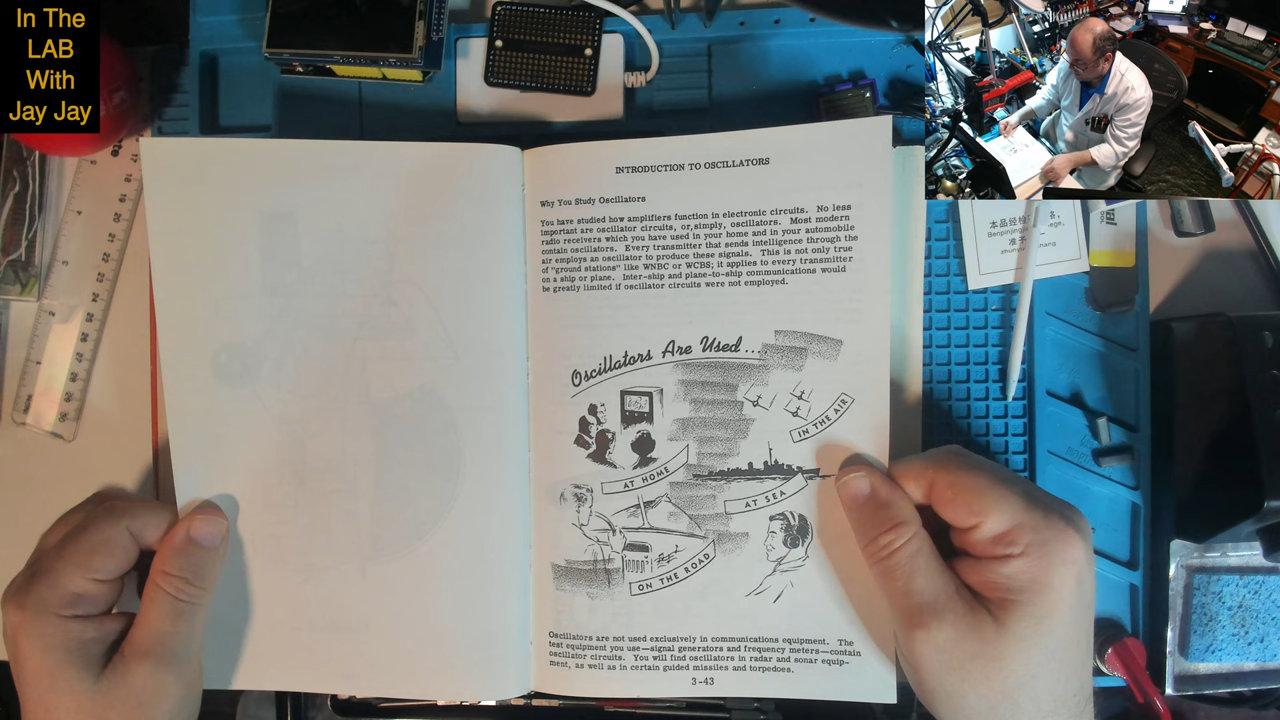 In The
LAB
With
Jay Jay
INTRODUCTION TO OSCILLATORS
Why You Study Oscillators
You have studied how amplifiers function in electronic circuits. No less
important are oscillator circuits, or, simply, oscillators. Most modern
radio receivers which you have used in your home and in your automobile
contain oscillators. Every transmitter that sends intelligence through the
air employs an oscillator to produce these signals. This is not only true
of "ground stations" like WNBC or WCBS; it applies to every transmitter
on a ship or plane. Inter-ship and plane-to-ship communications would
be greatly limited if oscillator circuits were not employed.
Oscillators Are Used...
IN THE AIR
AT HOME
AT SEA
ON THE ROAD
Oscillators are not used exclusively in communications equipment. The
test equipment you use—signal generators and frequency meters—contain
oscillator circuits. You will find oscillators in radar and sonar equip-
ment, as well as in certain guided missiles and torpedoes.
3-43
本品经检
准予